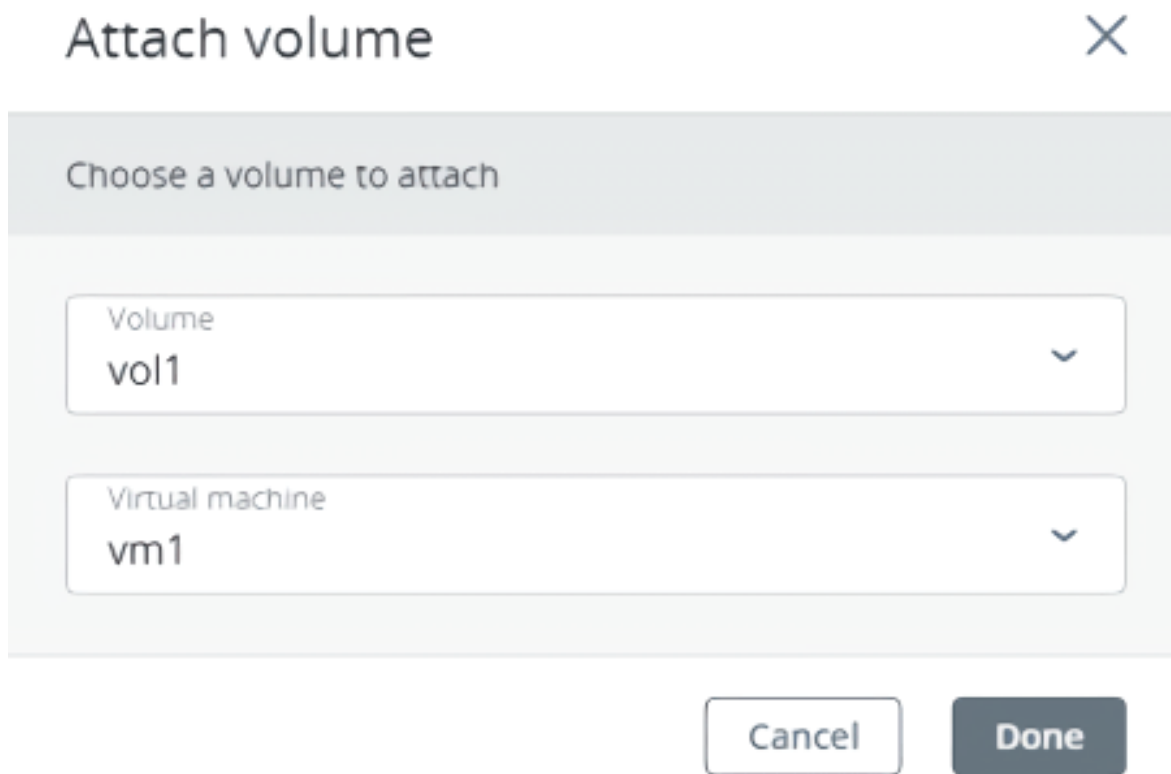 Attach volume
Choose a volume to attach
Volume
vol1
Virtual machine
vm1
Cancel
Done